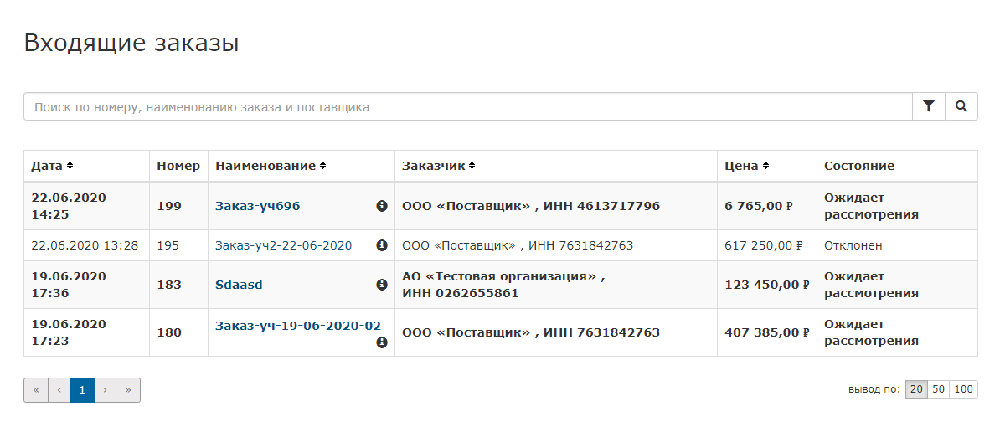 Входящие заказы
Поиск по номеру, наименованию заказа и поставщика
Дата Номер Наименование Заказчик Цена Состояние
22.06.2020 14:25 199 Заказ-уч696 ООО «Поставщик» , ИНН 4613717796 6 765,00 ₽ Ожидает рассмотрения
22.06.2020 13:28 195 Заказ-уч2-22-06-2020 ООО «Поставщик» , ИНН 7631842763 617 250,00 ₽ Отклонен
19.06.2020 17:36 183 Sdaasd АО «Тестовая организация» , ИНН 0262655861 123 450,00 ₽ Ожидает рассмотрения
19.06.2020 17:23 180 Заказ-уч-19-06-2020-02 ООО «Поставщик» , ИНН 7631842763 407 385,00 ₽ Ожидает рассмотрения
« ‹ 1 › » вывод по: 20 50 100